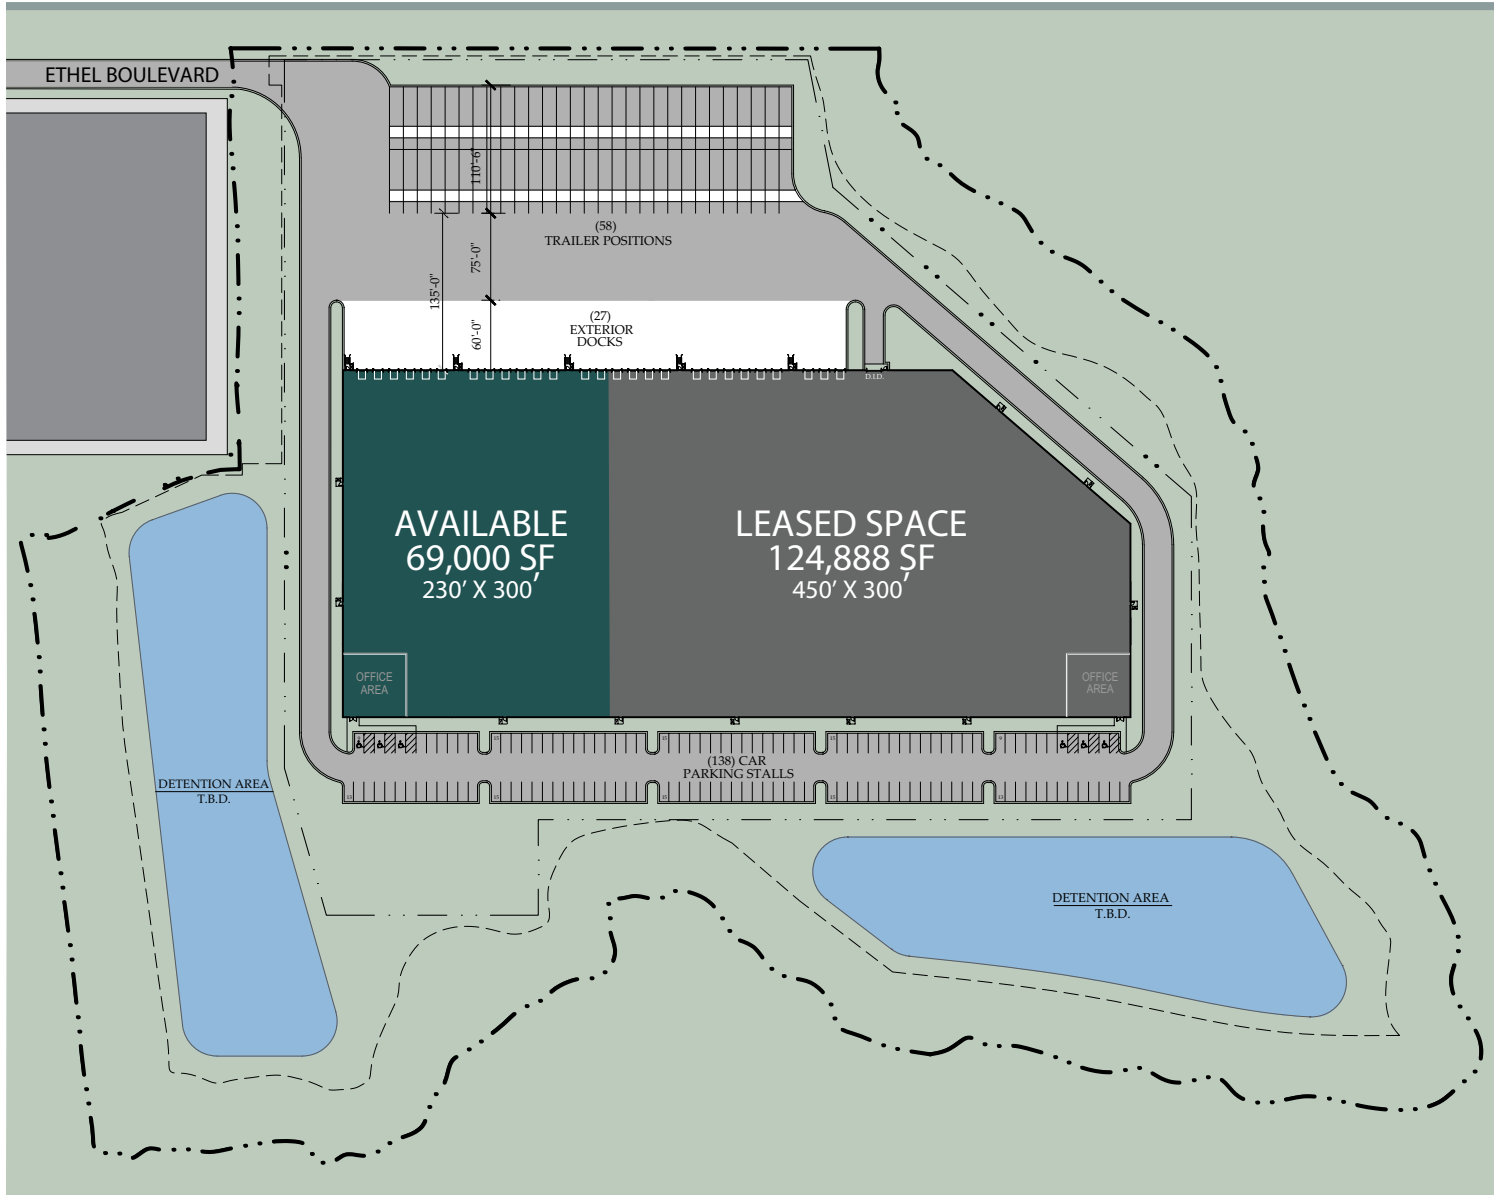 ETHEL BOULEVARD
110'-6"
(58)
TRAILER POSITIONS
75'-0"
135'-0"
(27)
EXTERIOR
DOCKS
60'-0"
D.I.D.
AVAILABLE
69,000 SF,
230’ X 300’
LEASED SPACE
124,888 SF,
450’ X 300’
OFFICE
AREA
OFFICE
AREA
(138) CAR
PARKING STALLS
DETENTION AREA
T.B.D.
DETENTION AREA
T.B.D.